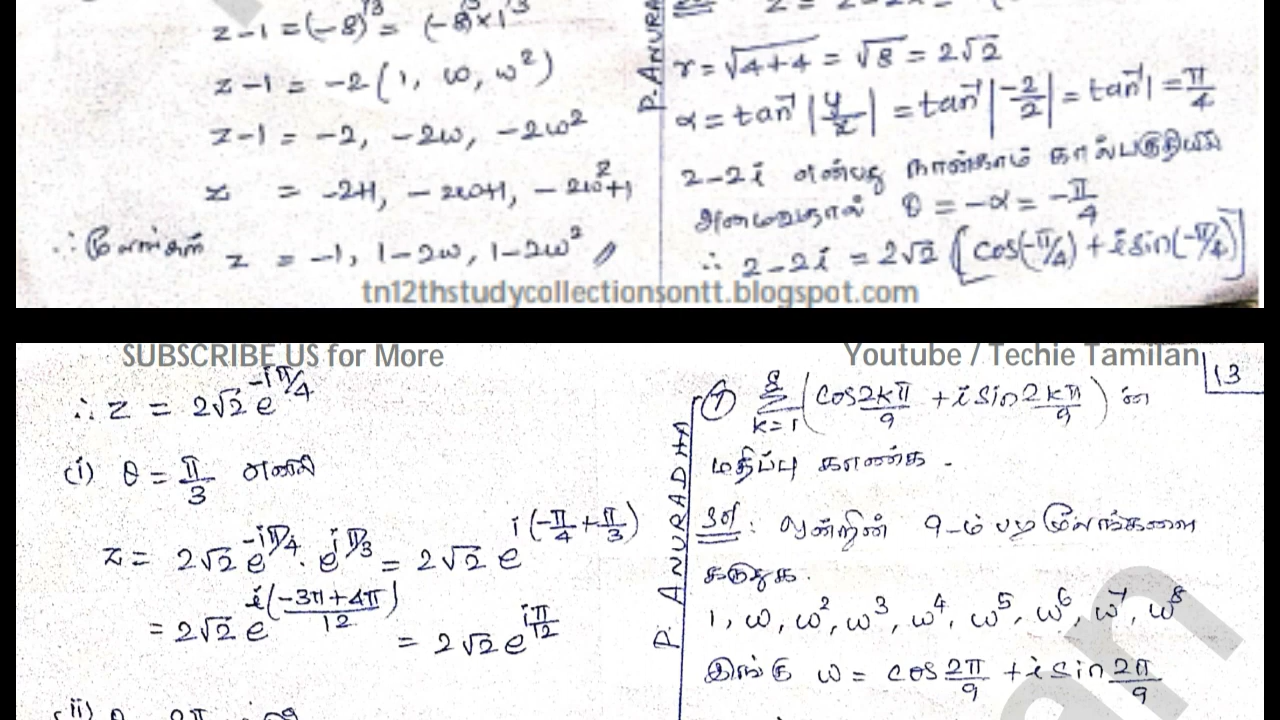 z-1 = (-8)^{1/3} = (-8)^{1/3} × 1^{1/3}
z-1 = -2(1, ω, ω²)
z-1 = -2, -2ω, -2ω²
z = -2+1, -2ω+1, -2ω²+1
∴ மூலங்கள் z = -1, 1-2ω, 1-2ω²
r = √4+4 = √8 = 2√2
α = tan⁻¹|y/x| = tan⁻¹|-2/2| = tan⁻¹1 = π/4
2-2i என்பது நான்காம் கால்பகுதியில்
அமைவதால் θ = -α = -π/4
∴ 2-2i = 2√2 [cos(-π/4) + i sin(-π/4)]
tn12thstudycollectionsontt.blogspot.com
SUBSCRIBE US for More
Youtube / Techie Tamilan
13
∴ z = 2√2 e^{-iπ/4}
(i) θ = π/3 எனில்
z = 2√2 e^{-iπ/4} · e^{iπ/3} = 2√2 e^{i(-π/4+π/3)}
= 2√2 e^{i(-3π+4π)/12} = 2√2 e^{iπ/12}
(ii)
P. ANURADHA
⑦ 8∑k=1 (cos 2kπ/9 + i sin 2kπ/9) ன்
மதிப்பு காண்க.
தீர்வு : ஒன்றின் 9-ம் படி மூலங்களை
கருதுக.
1, ω, ω², ω³, ω⁴, ω⁵, ω⁶, ω⁷, ω⁸
இங்கு ω = cos 2π/9 + i sin 2π/9